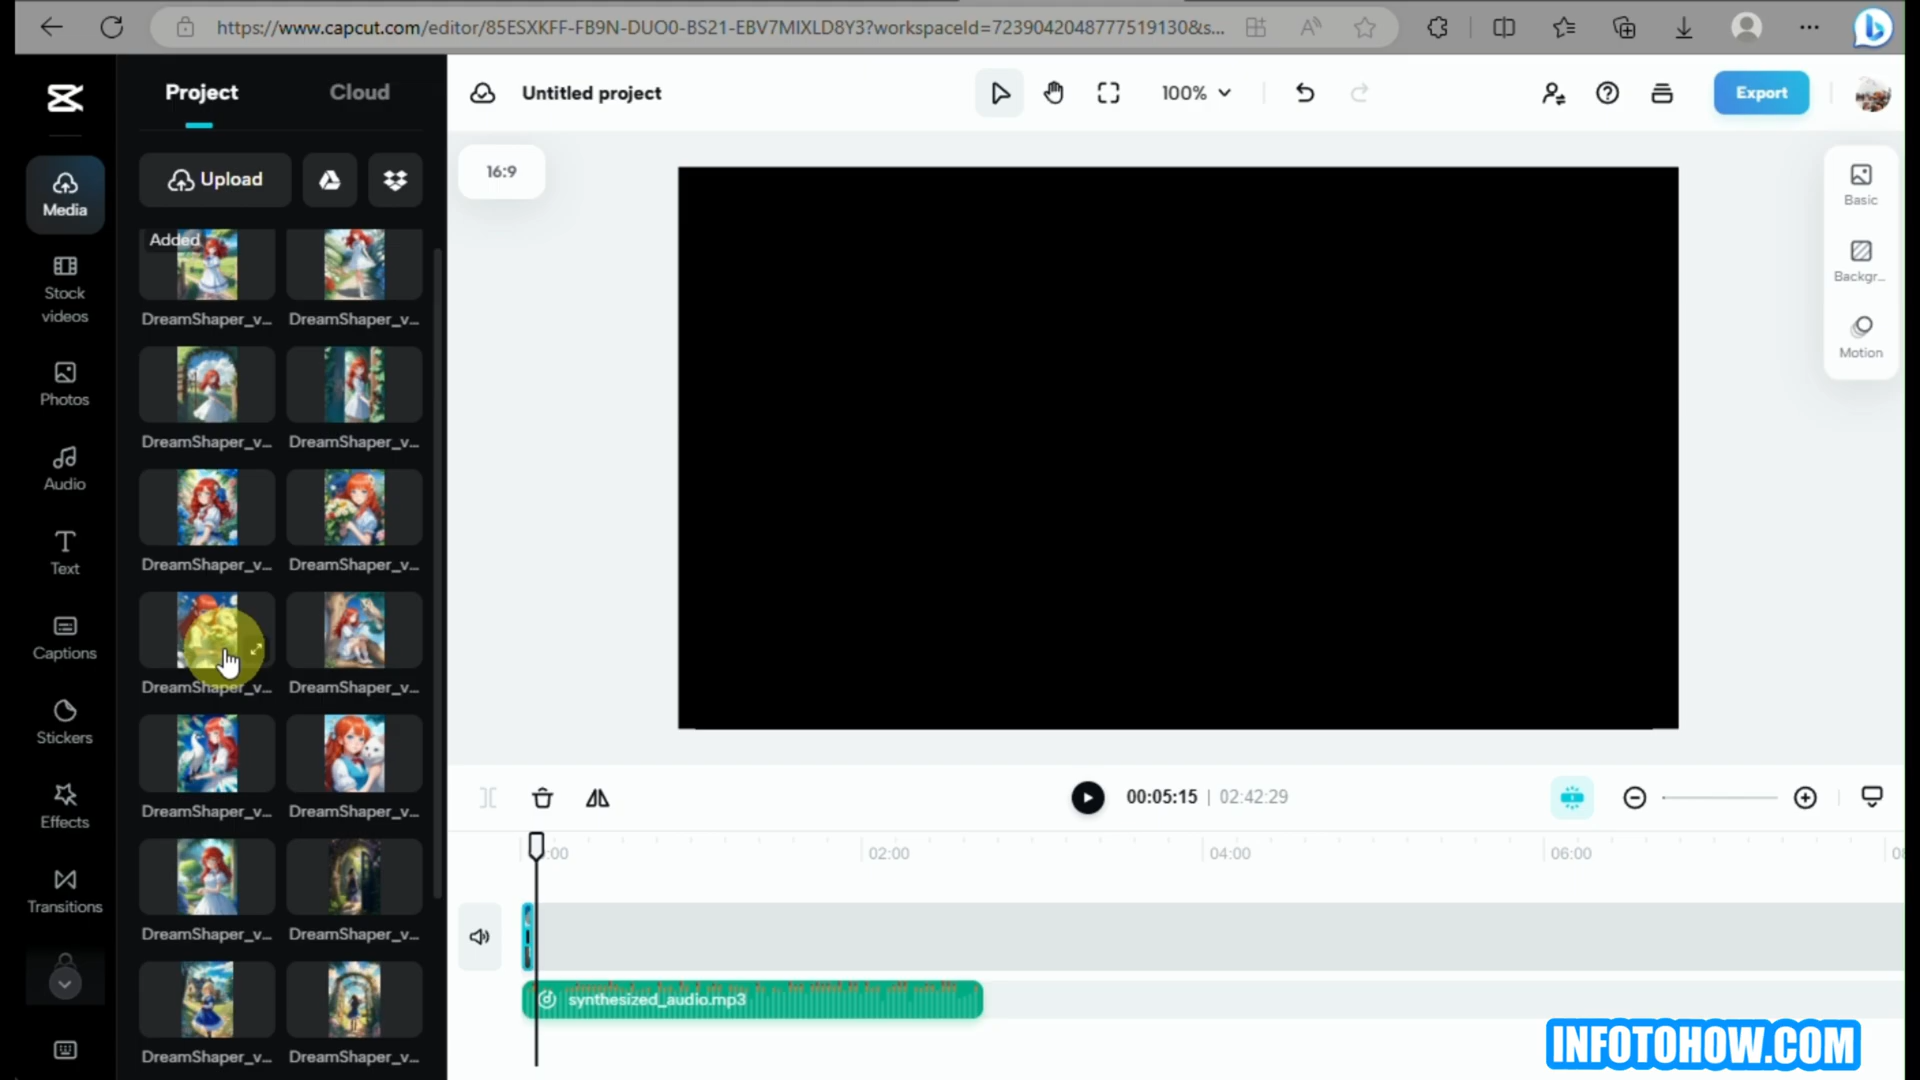 https://www.capcut.com/editor/85ESXKFF-FB9N-DUO0-BS21-EBV7MIXLD8Y3?workspaceId=7239042048777519130&s...
Project
Cloud
Untitled project
100%
Export
Media
Stock
videos
Photos
Audio
Text
Captions
Stickers
Effects
Transitions
Upload
Added
DreamShaper_v... DreamShaper_v...
DreamShaper_v... DreamShaper_v...
DreamShaper_v... DreamShaper_v...
DreamShaper_v... DreamShaper_v...
DreamShaper_v... DreamShaper_v...
DreamShaper_v... DreamShaper_v...
DreamShaper_v... DreamShaper_v...
16:9
Basic
Backgr...
Motion
00:05:15 | 02:42:29
:00 02:00 04:00 06:00
synthesized_audio.mp3
INFOTOHOW.COM